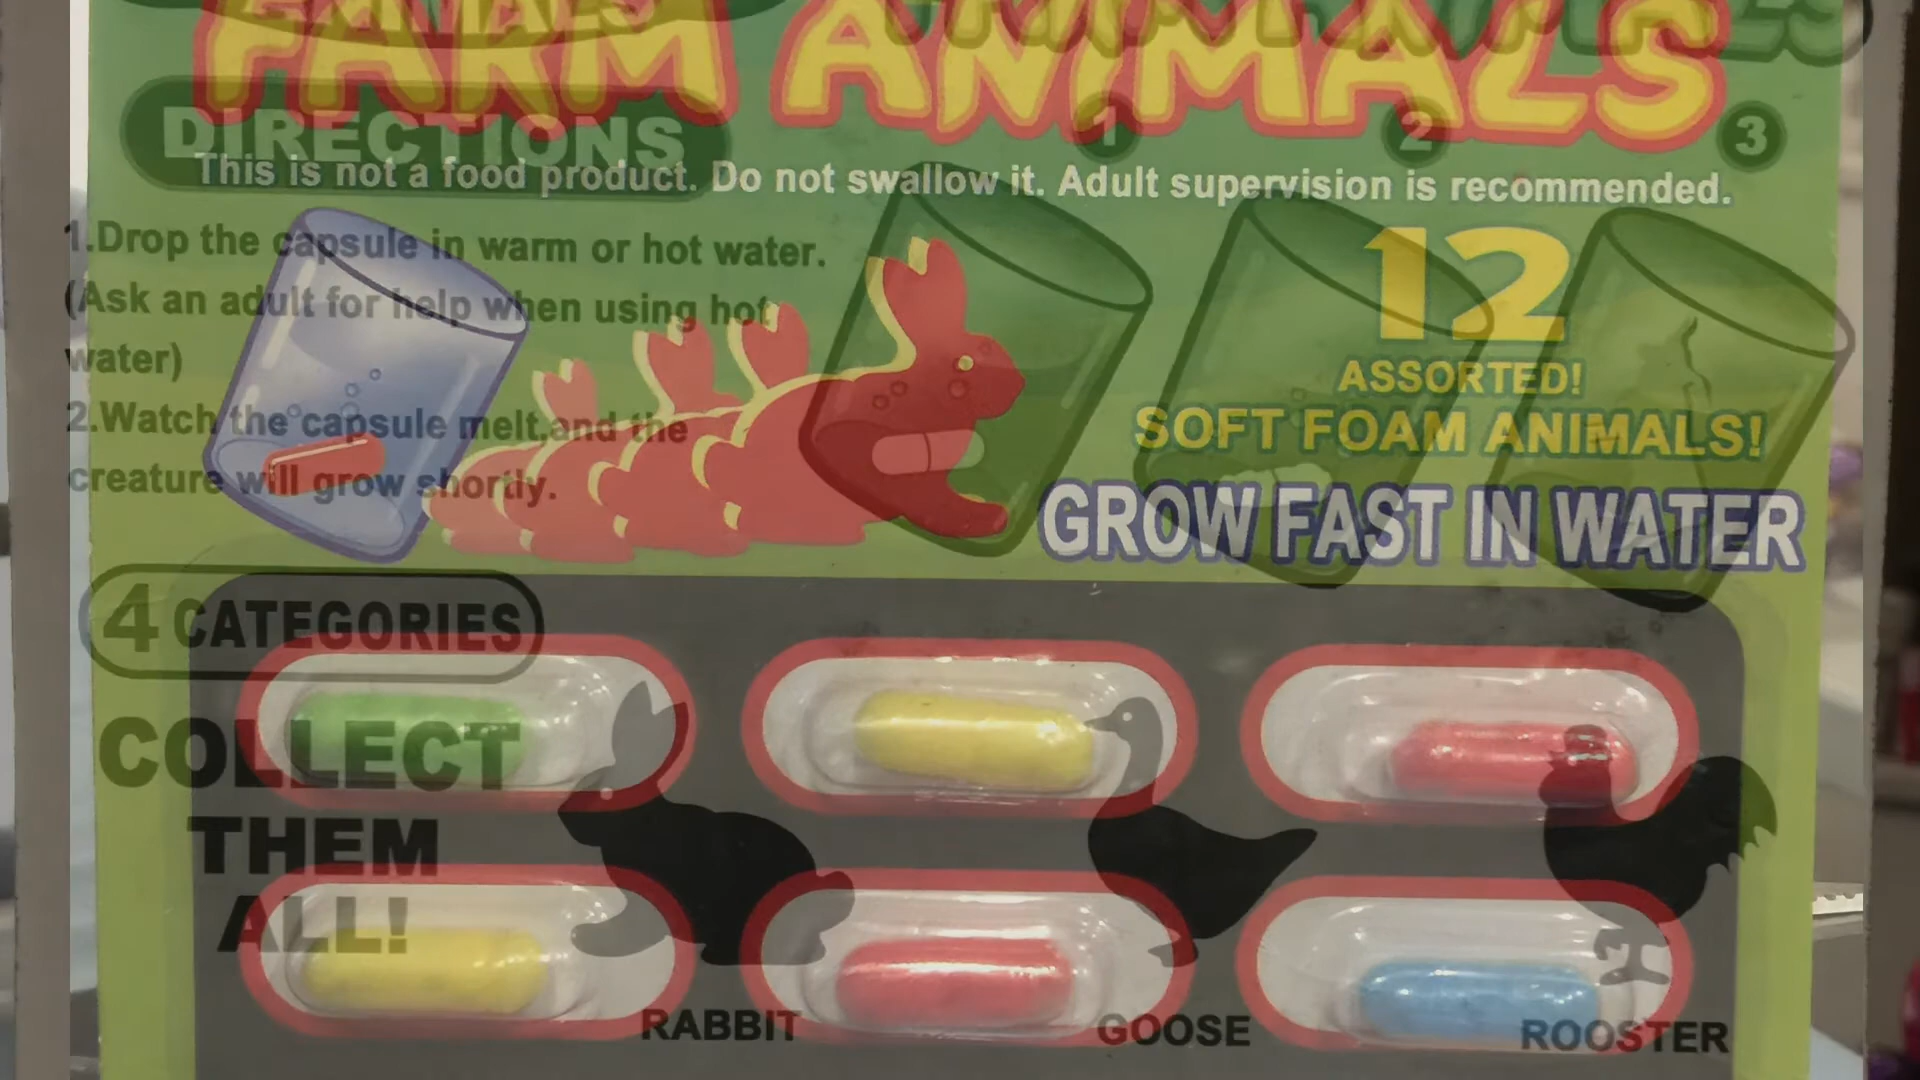 ANIMALS
FARM ANIMALS
DIRECTIONS
1 2 3
This is not a food product. Do not swallow it. Adult supervision is recommended.
1.Drop the capsule in warm or hot water.
(Ask an adult for help when using hot
water)
2.Watch the capsule melt,and the
creature will grow shortly.
12
ASSORTED!
SOFT FOAM ANIMALS!
GROW FAST IN WATER
4 CATEGORIES
COLLECT
THEM
ALL!
RABBIT
GOOSE
ROOSTER